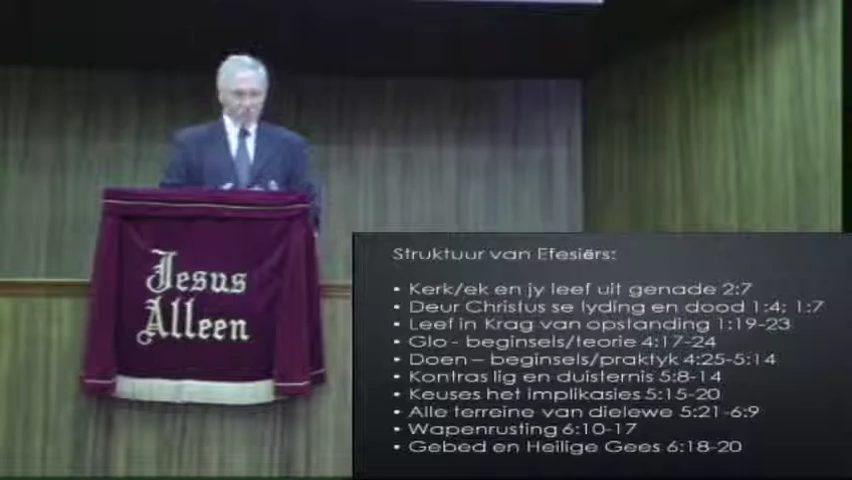 Jesus
Alleen
Struktuur van Efesiërs:
• Kerk/ek en jy leef uit genade 2:7
• Deur Christus se lyding en dood 1:4; 1:7
• Leef in Krag van opstanding 1:19-23
• Glo - beginsels/teorie 4:17-24
• Doen – beginsels/praktyk 4:25-5:14
• Kontras lig en duisternis 5:8-14
• Keuses het implikasies 5:15-20
• Alle terreine van dielewe 5:21-6:9
• Wapenrusting 6:10-17
• Gebed en Heilige Gees 6:18-20